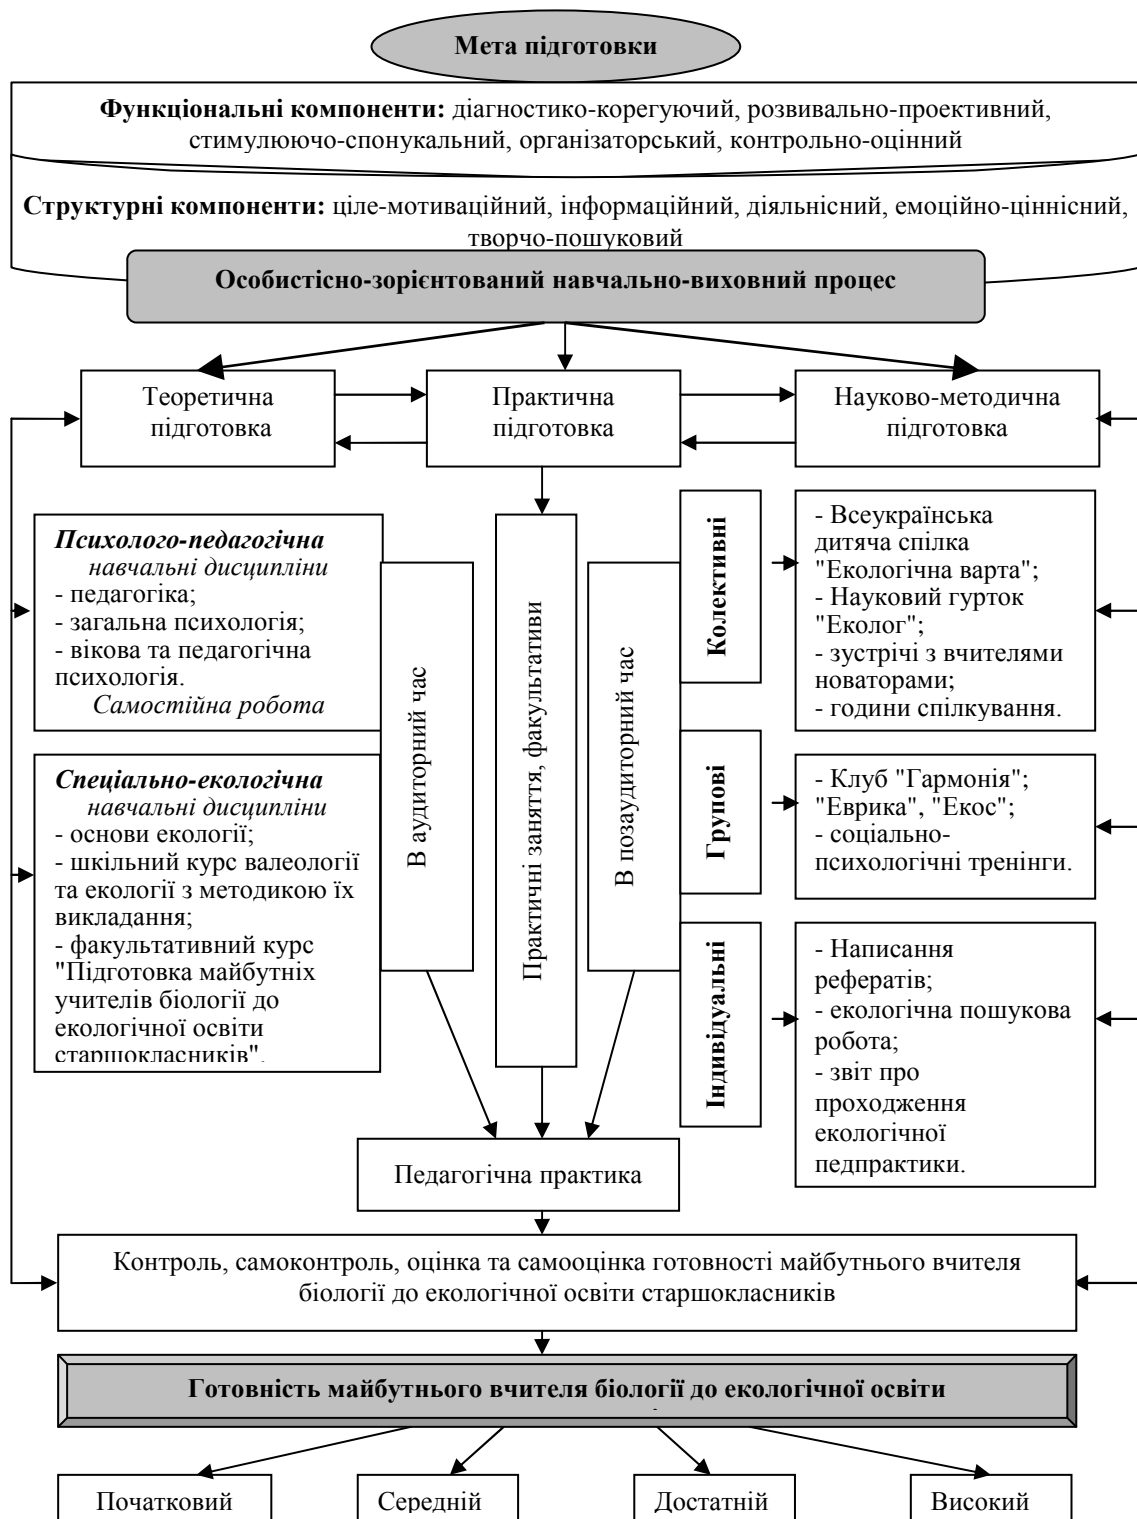 Мета підготовки
Функціональні компоненти: діагностико-корегуючий, розвивально-проективний,
стимулюючо-спонукальний, організаторський, контрольно-оцінний
Структурні компоненти: ціле-мотиваційний, інформаційний, діяльнісний, емоційно-ціннісний,
творчо-пошуковий
Особистісно-зорієнтований навчально-виховний процес
Теоретична
підготовка
Практична
підготовка
Науково-методична
підготовка
Психолого-педагогічна
навчальні дисципліни
- педагогіка;
- загальна психологія;
- вікова та педагогічна
психологія.
Самостійна робота
Спеціально-екологічна
навчальні дисципліни
- основи екології;
- шкільний курс валеології
та екології з методикою їх
викладання;
- факультативний курс
"Підготовка майбутніх
учителів біології до
екологічної освіти
старшокласників".
В аудиторний час
Практичні заняття, факультативи
В позаудиторний час
Колективні
- Всеукраїнська
дитяча спілка
"Екологічна варта";
- Науковий гурток
"Еколог";
- зустрічі з вчителями
новаторами;
- години спілкування.
Групові
- Клуб "Гармонія";
"Еврика", "Екос";
- соціально-
психологічні тренінги.
Індивідуальні
- Написання
рефератів;
- екологічна пошукова
робота;
- звіт про
проходження
екологічної
педпрактики.
Педагогічна практика
Контроль, самоконтроль, оцінка та самооцінка готовності майбутнього вчителя
біології до екологічної освіти старшокласників
Готовність майбутнього вчителя біології до екологічної освіти
Початковий
Середній
Достатній
Високий